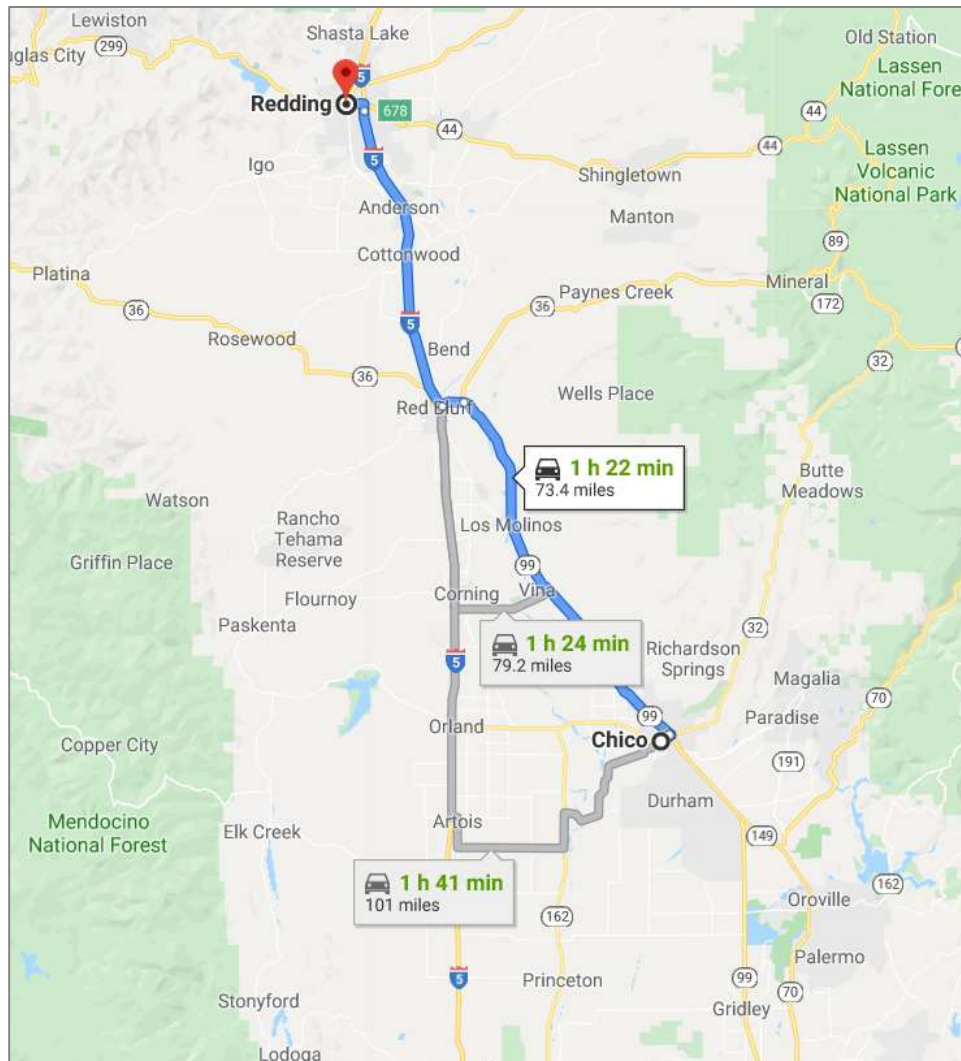 Lewiston
Shasta Lake
Old Station
299
uglas City
5
Lassen
National Fore
Redding
678
44
44
44
5
Igo
Shingletown
Lassen
Volcanic
National Park
Anderson
Manton
Cottonwood
89
Platina
Paynes Creek
Mineral
36
36
172
5
Rosewood
Bend
32
36
Red Bluff
Wells Place
1 h 22 min
73.4 miles
Butte
Meadows
Watson
Rancho
Tehama
Reserve
Los Molinos
Griffin Place
99
Flournoy
Corning
Vina
Paskenta
32
1 h 24 min
79.2 miles
Richardson
Springs
5
Magalia
70
Orland
99
Paradise
Chico
Copper City
191
Durham
Mendocino
National Forest
Elk Creek
Artois
149
1 h 41 min
101 miles
162
Oroville
162
Palermo
Princeton
5
99
70
Stonyford
Gridley
Lodoga